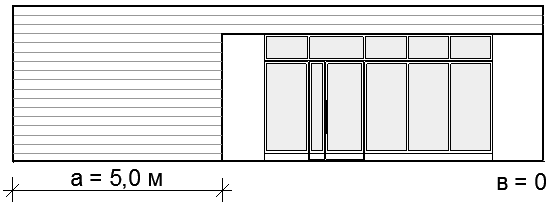 а = 5,0 м
в = 0